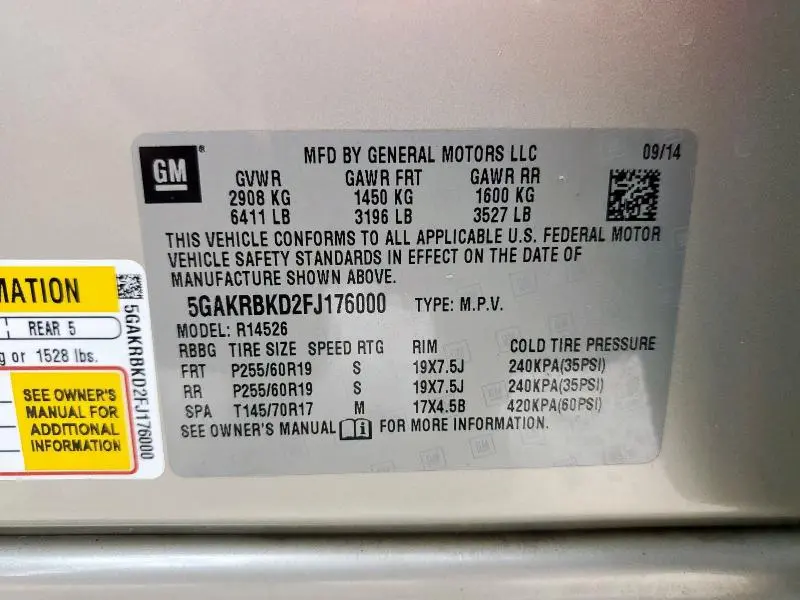 GM
®
MFD BY GENERAL MOTORS LLC 09/14
GVWR GAWR FRT GAWR RR
2908 KG 1450 KG 1600 KG
6411 LB 3196 LB 3527 LB
THIS VEHICLE CONFORMS TO ALL APPLICABLE U.S. FEDERAL MOTOR
VEHICLE SAFETY STANDARDS IN EFFECT ON THE DATE OF
MANUFACTURE SHOWN ABOVE.
5GAKRBKD2FJ176000 TYPE: M.P.V.
MODEL: R14526
RBBG TIRE SIZE SPEED RTG RIM COLD TIRE PRESSURE
FRT P255/60R19 S 19X7.5J 240KPA(35PSI)
RR P255/60R19 S 19X7.5J 240KPA(35PSI)
SPA T145/70R17 M 17X4.5B 420KPA(60PSI)
SEE OWNER'S MANUAL FOR MORE INFORMATION.
MATION
REAR 5
g or 1528 lbs.
SEE OWNER'S
MANUAL FOR
ADDITIONAL
INFORMATION
5GAKRBKD2FJ176000